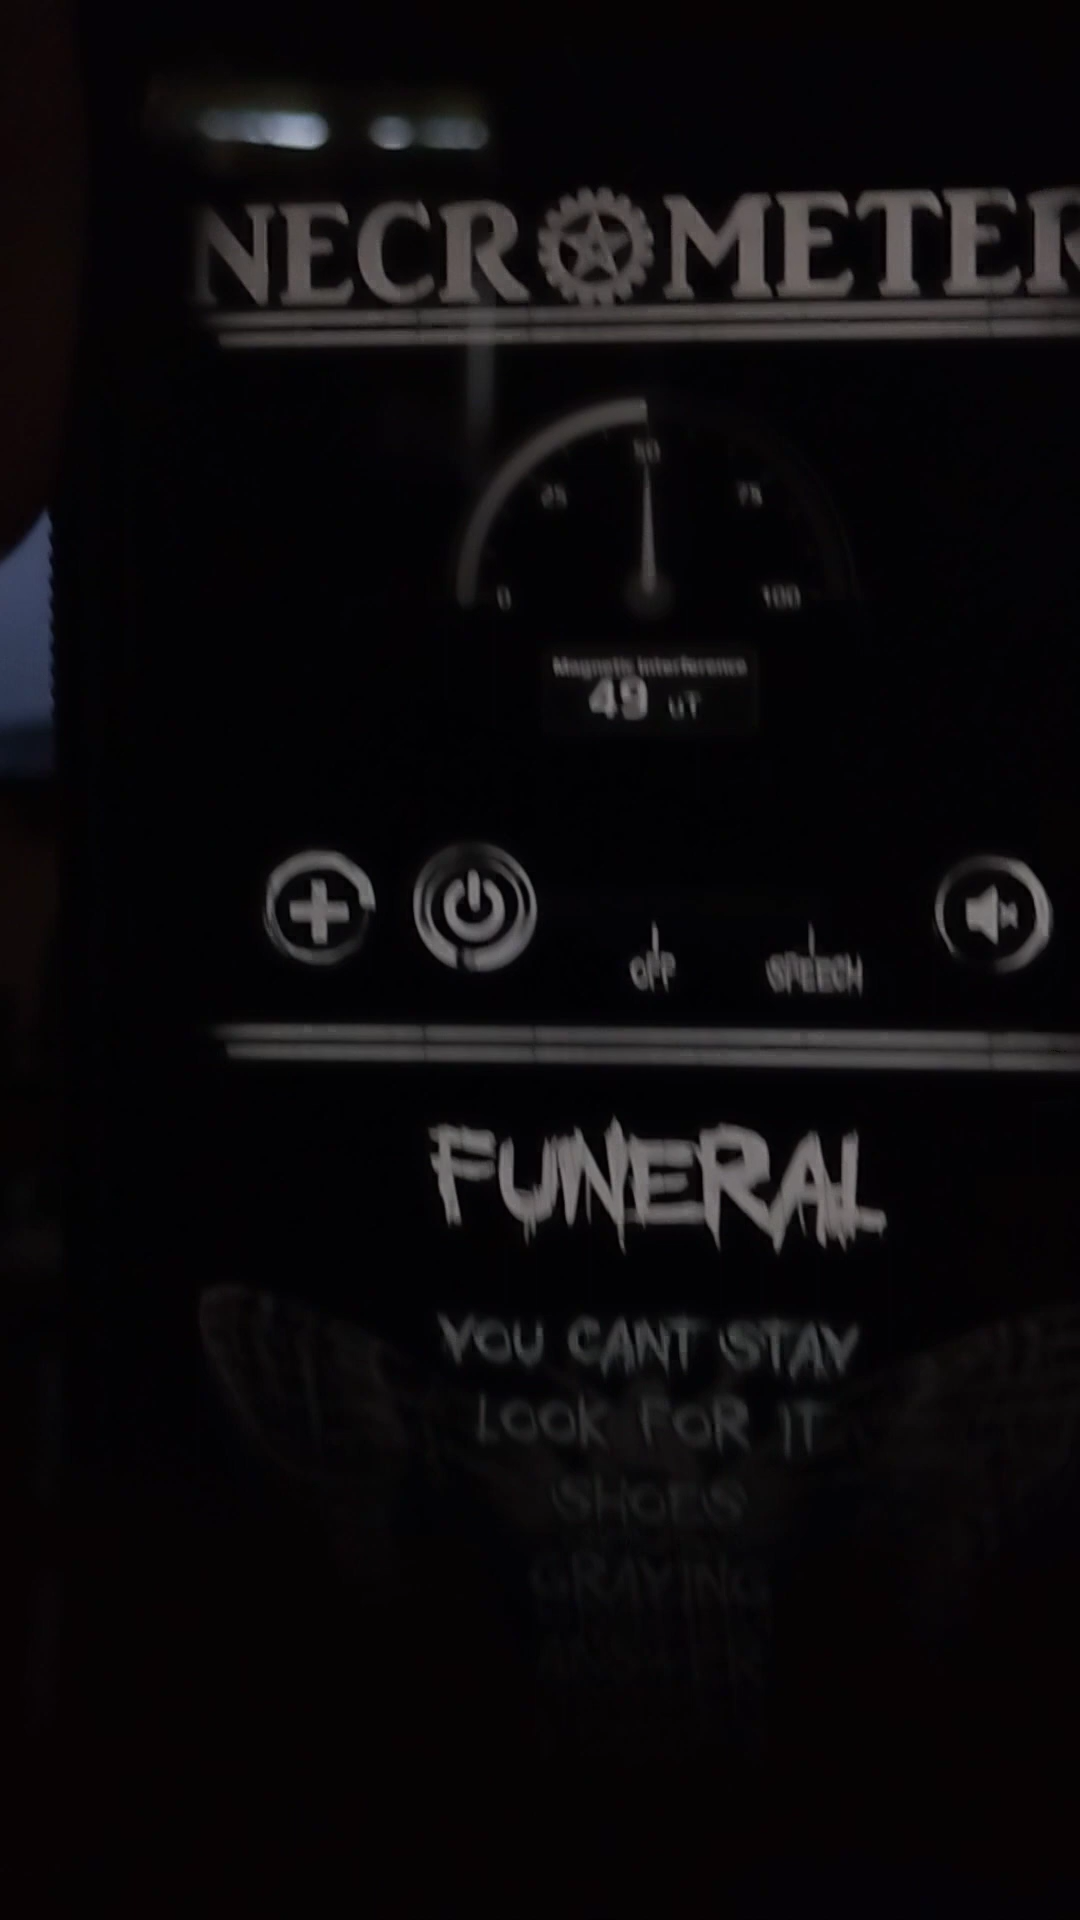 NECROMETER
50
25 75
0 100
Magnetic Interference
49 uT
OFF SPEECH
FUNERAL
YOU CANT STAY
LOOK FOR IT
SHOES
GRAYING